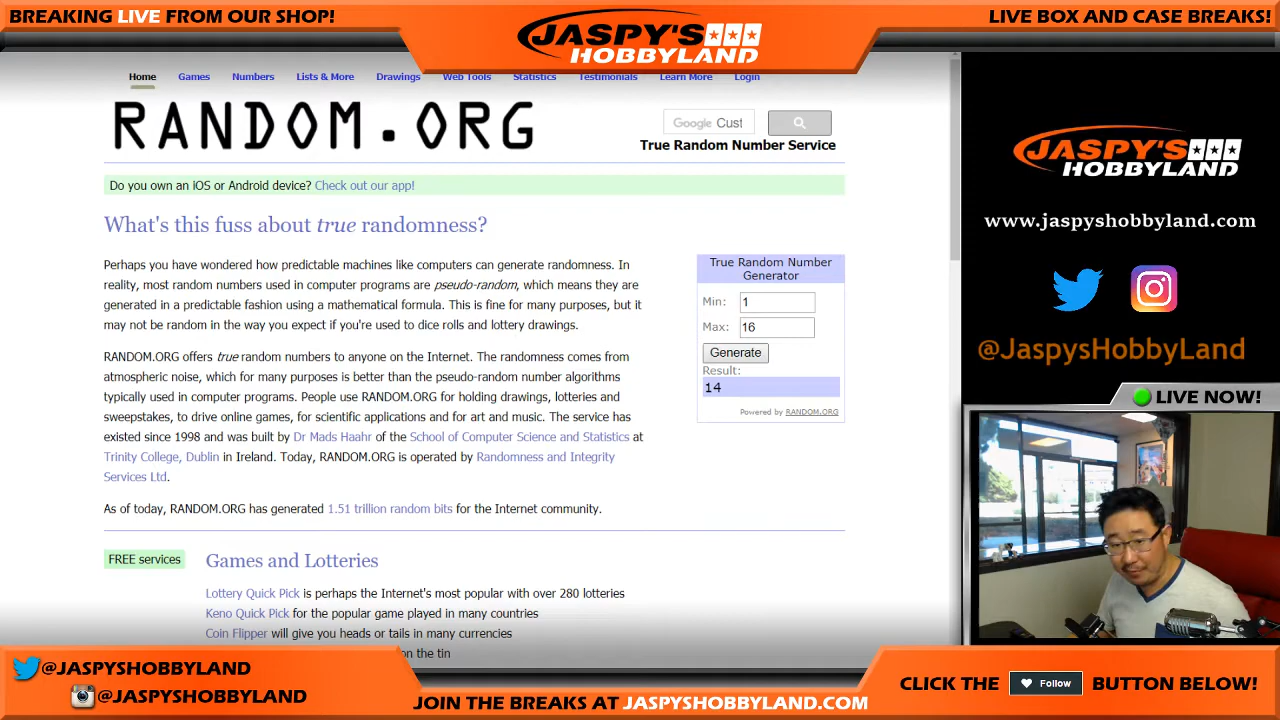 BREAKING LIVE FROM OUR SHOP!
JASPY'S
HOBBYLAND
LIVE BOX AND CASE BREAKS!
Home Games Numbers Lists & More Drawings Web Tools Statistics Testimonials Learn More Login
RANDOM.ORG
Google Cust
True Random Number Service
Do you own an iOS or Android device? Check out our app!
What's this fuss about true randomness?
Perhaps you have wondered how predictable machines like computers can generate randomness. In
reality, most random numbers used in computer programs are pseudo-random, which means they are
generated in a predictable fashion using a mathematical formula. This is fine for many purposes, but it
may not be random in the way you expect if you're used to dice rolls and lottery drawings.
RANDOM.ORG offers true random numbers to anyone on the Internet. The randomness comes from
atmospheric noise, which for many purposes is better than the pseudo-random number algorithms
typically used in computer programs. People use RANDOM.ORG for holding drawings, lotteries and
sweepstakes, to drive online games, for scientific applications and for art and music. The service has
existed since 1998 and was built by Dr Mads Haahr of the School of Computer Science and Statistics at
Trinity College, Dublin in Ireland. Today, RANDOM.ORG is operated by Randomness and Integrity
Services Ltd.
As of today, RANDOM.ORG has generated 1.51 trillion random bits for the Internet community.
True Random Number
Generator
Min: 1
Max: 16
Generate
Result:
14
Powered by RANDOM.ORG
FREE services
Games and Lotteries
Lottery Quick Pick is perhaps the Internet's most popular with over 280 lotteries
Keno Quick Pick for the popular game played in many countries
Coin Flipper will give you heads or tails in many currencies
on the tin
JASPY'S
HOBBYLAND
www.jaspyshobbyland.com
@JaspysHobbyLand
LIVE NOW!
@JASPYSHOBBYLAND
@JASPYSHOBBYLAND
JOIN THE BREAKS AT JASPYSHOBBYLAND.COM
CLICK THE Follow BUTTON BELOW!